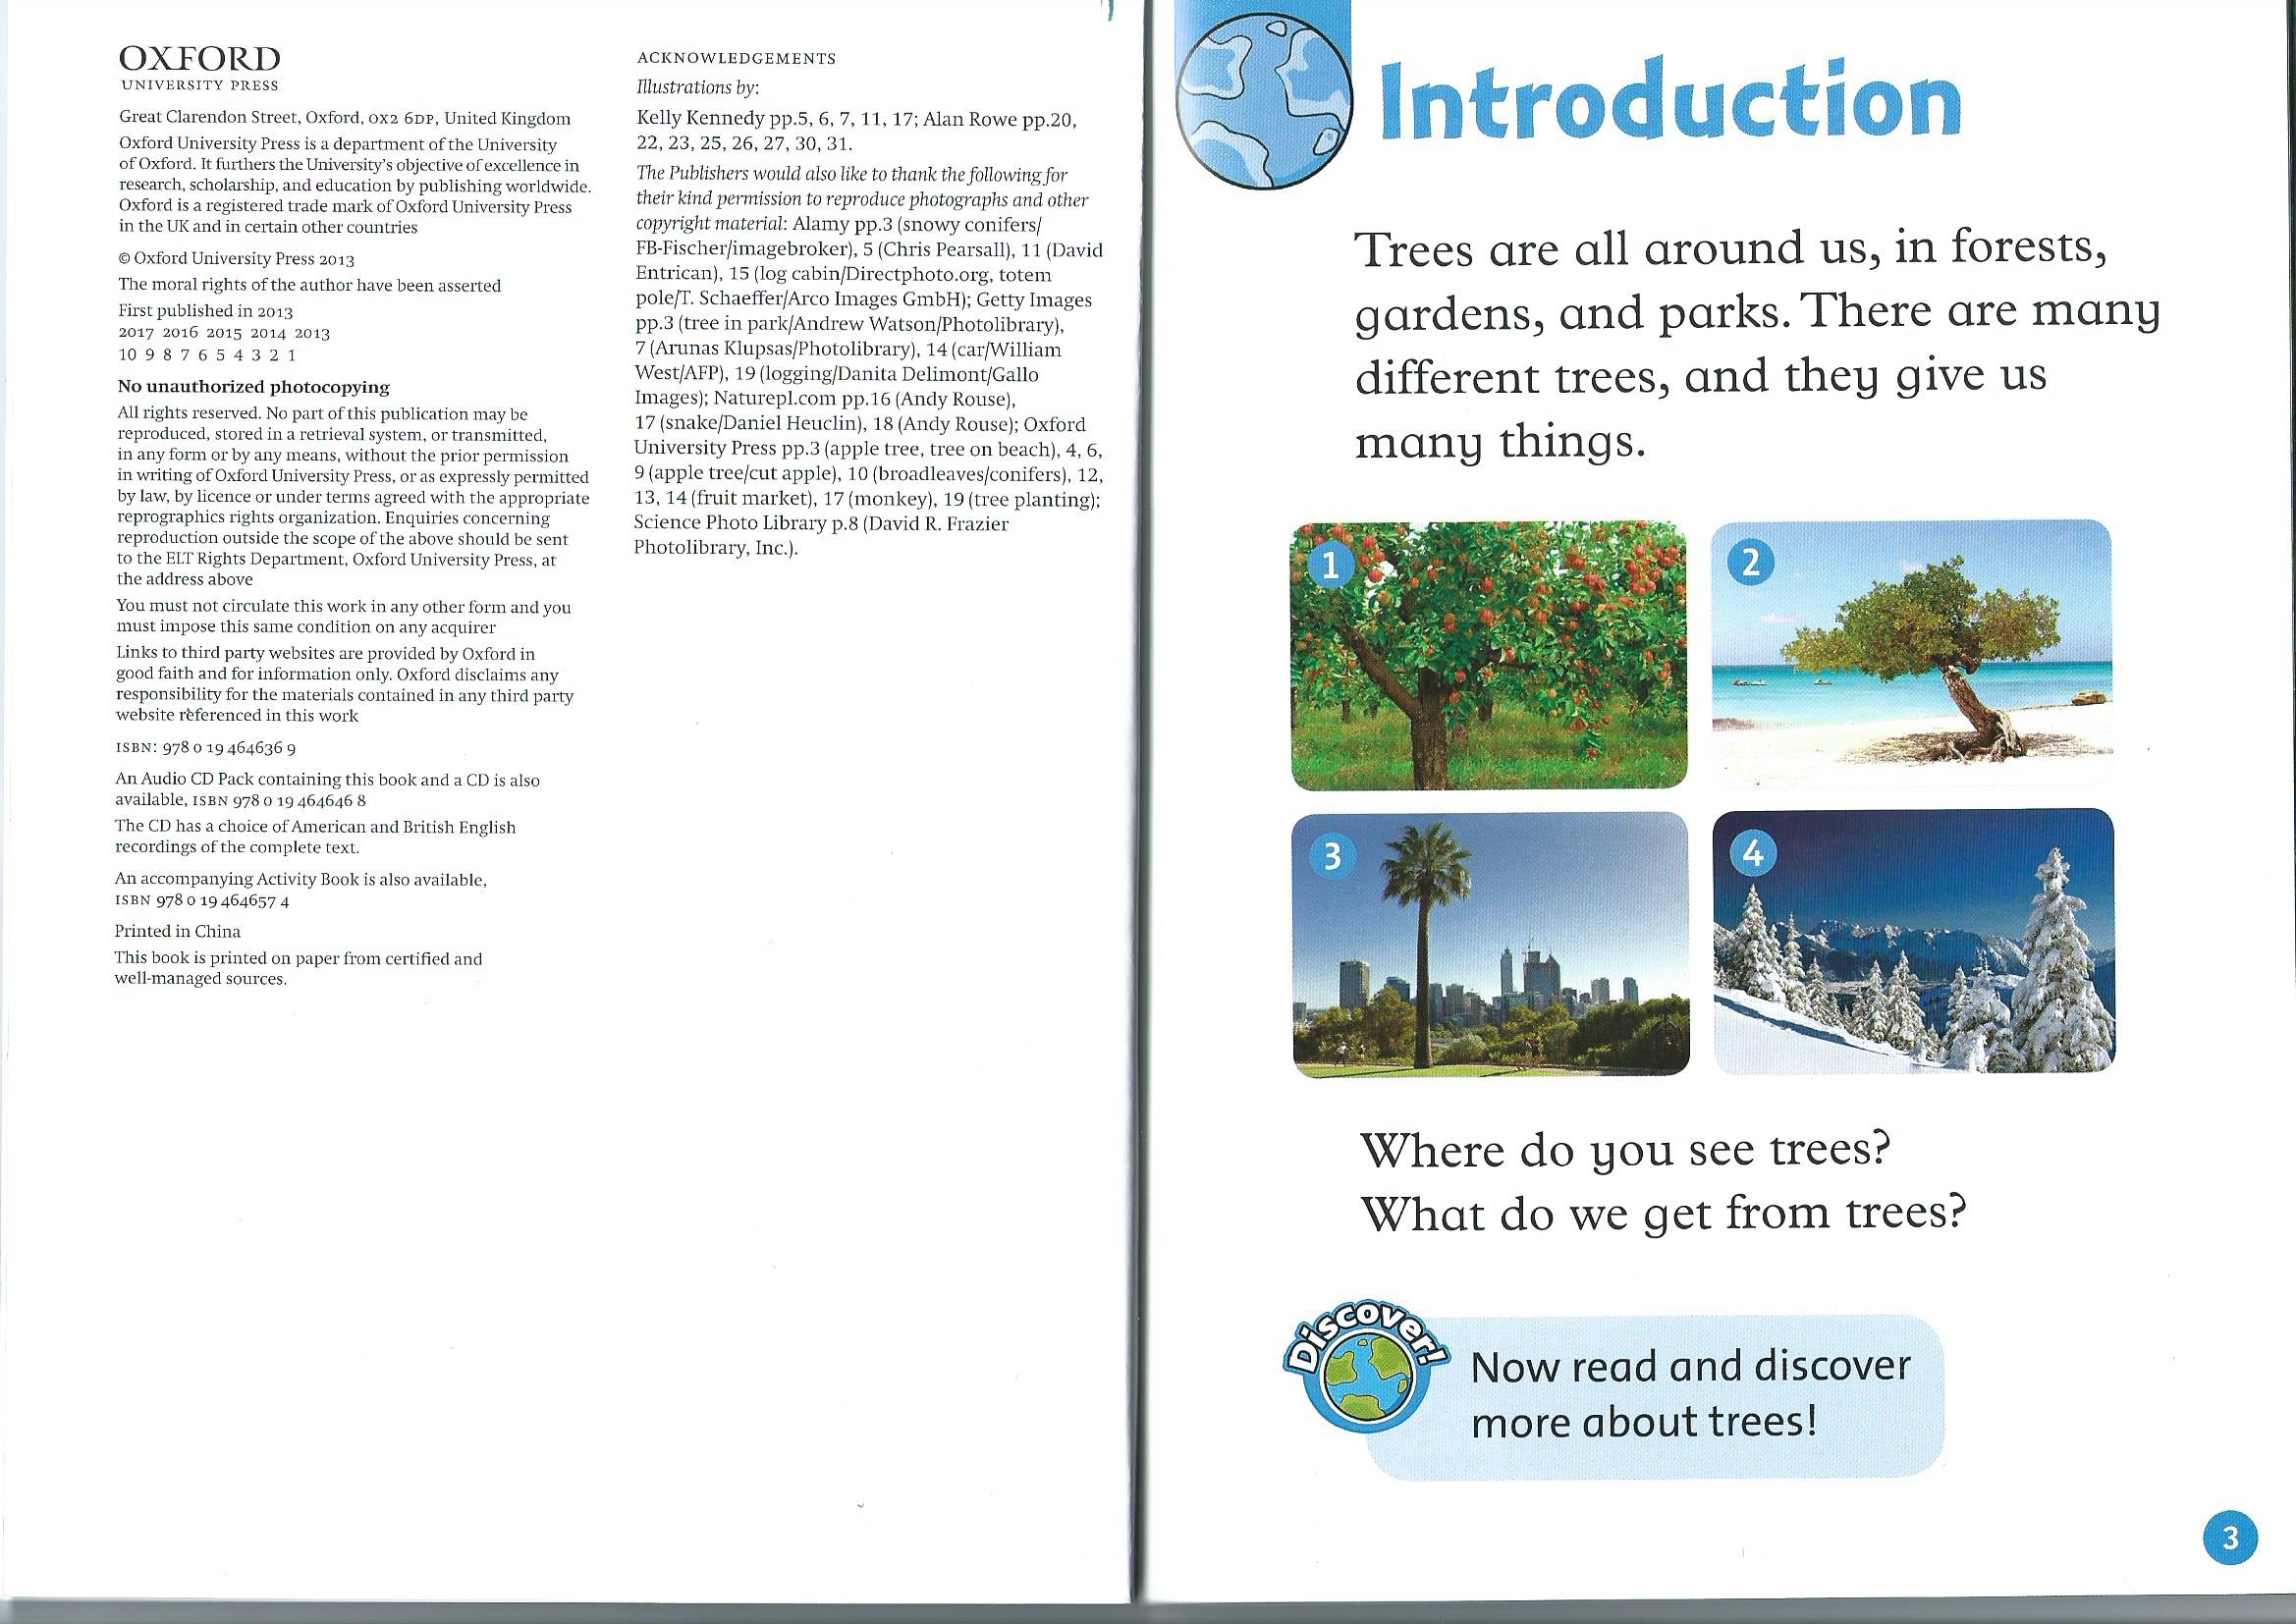 OXFORD
UNIVERSITY PRESS
Great Clarendon Street, Oxford, OX2 6DP, United Kingdom
Oxford University Press is a department of the University
of Oxford. It furthers the University's objective of excellence in
research, scholarship, and education by publishing worldwide.
Oxford is a registered trade mark of Oxford University Press
in the UK and in certain other countries
© Oxford University Press 2013
The moral rights of the author have been asserted
First published in 2013
2017 2016 2015 2014 2013
10 9 8 7 6 5 4 3 2 1
No unauthorized photocopying
All rights reserved. No part of this publication may be
reproduced, stored in a retrieval system, or transmitted,
in any form or by any means, without the prior permission
in writing of Oxford University Press, or as expressly permitted
by law, by licence or under terms agreed with the appropriate
reprographics rights organization. Enquiries concerning
reproduction outside the scope of the above should be sent
to the ELT Rights Department, Oxford University Press, at
the address above
You must not circulate this work in any other form and you
must impose this same condition on any acquirer
Links to third party websites are provided by Oxford in
good faith and for information only. Oxford disclaims any
responsibility for the materials contained in any third party
website referenced in this work
ISBN: 978 0 19 464636 9
An Audio CD Pack containing this book and a CD is also
available, ISBN 978 0 19 464646 8
The CD has a choice of American and British English
recordings of the complete text.
An accompanying Activity Book is also available,
ISBN 978 0 19 464657 4
Printed in China
This book is printed on paper from certified and
well-managed sources.
ACKNOWLEDGEMENTS
Illustrations by:
Kelly Kennedy pp.5, 6, 7, 11, 17; Alan Rowe pp.20,
22, 23, 25, 26, 27, 30, 31.
The Publishers would also like to thank the following for
their kind permission to reproduce photographs and other
copyright material: Alamy pp.3 (snowy conifers/
FB-Fischer/imagebroker), 5 (Chris Pearsall), 11 (David
Entrican), 15 (log cabin/Directphoto.org, totem
pole/T. Schaeffer/Arco Images GmbH); Getty Images
pp.3 (tree in park/Andrew Watson/Photolibrary),
7 (Arunas Klupsas/Photolibrary), 14 (car/William
West/AFP), 19 (logging/Danita Delimont/Gallo
Images); Naturepl.com pp.16 (Andy Rouse),
17 (snake/Daniel Heuclin), 18 (Andy Rouse); Oxford
University Press pp.3 (apple tree, tree on beach), 4, 6,
9 (apple tree/cut apple), 10 (broadleaves/conifers), 12,
13, 14 (fruit market), 17 (monkey), 19 (tree planting);
Science Photo Library p.8 (David R. Frazier
Photolibrary, Inc.).
Introduction
Trees are all around us, in forests,
gardens, and parks. There are many
different trees, and they give us
many things.
1
2
3
4
Where do you see trees?
What do we get from trees?
Discover!
Now read and discover
more about trees!
3